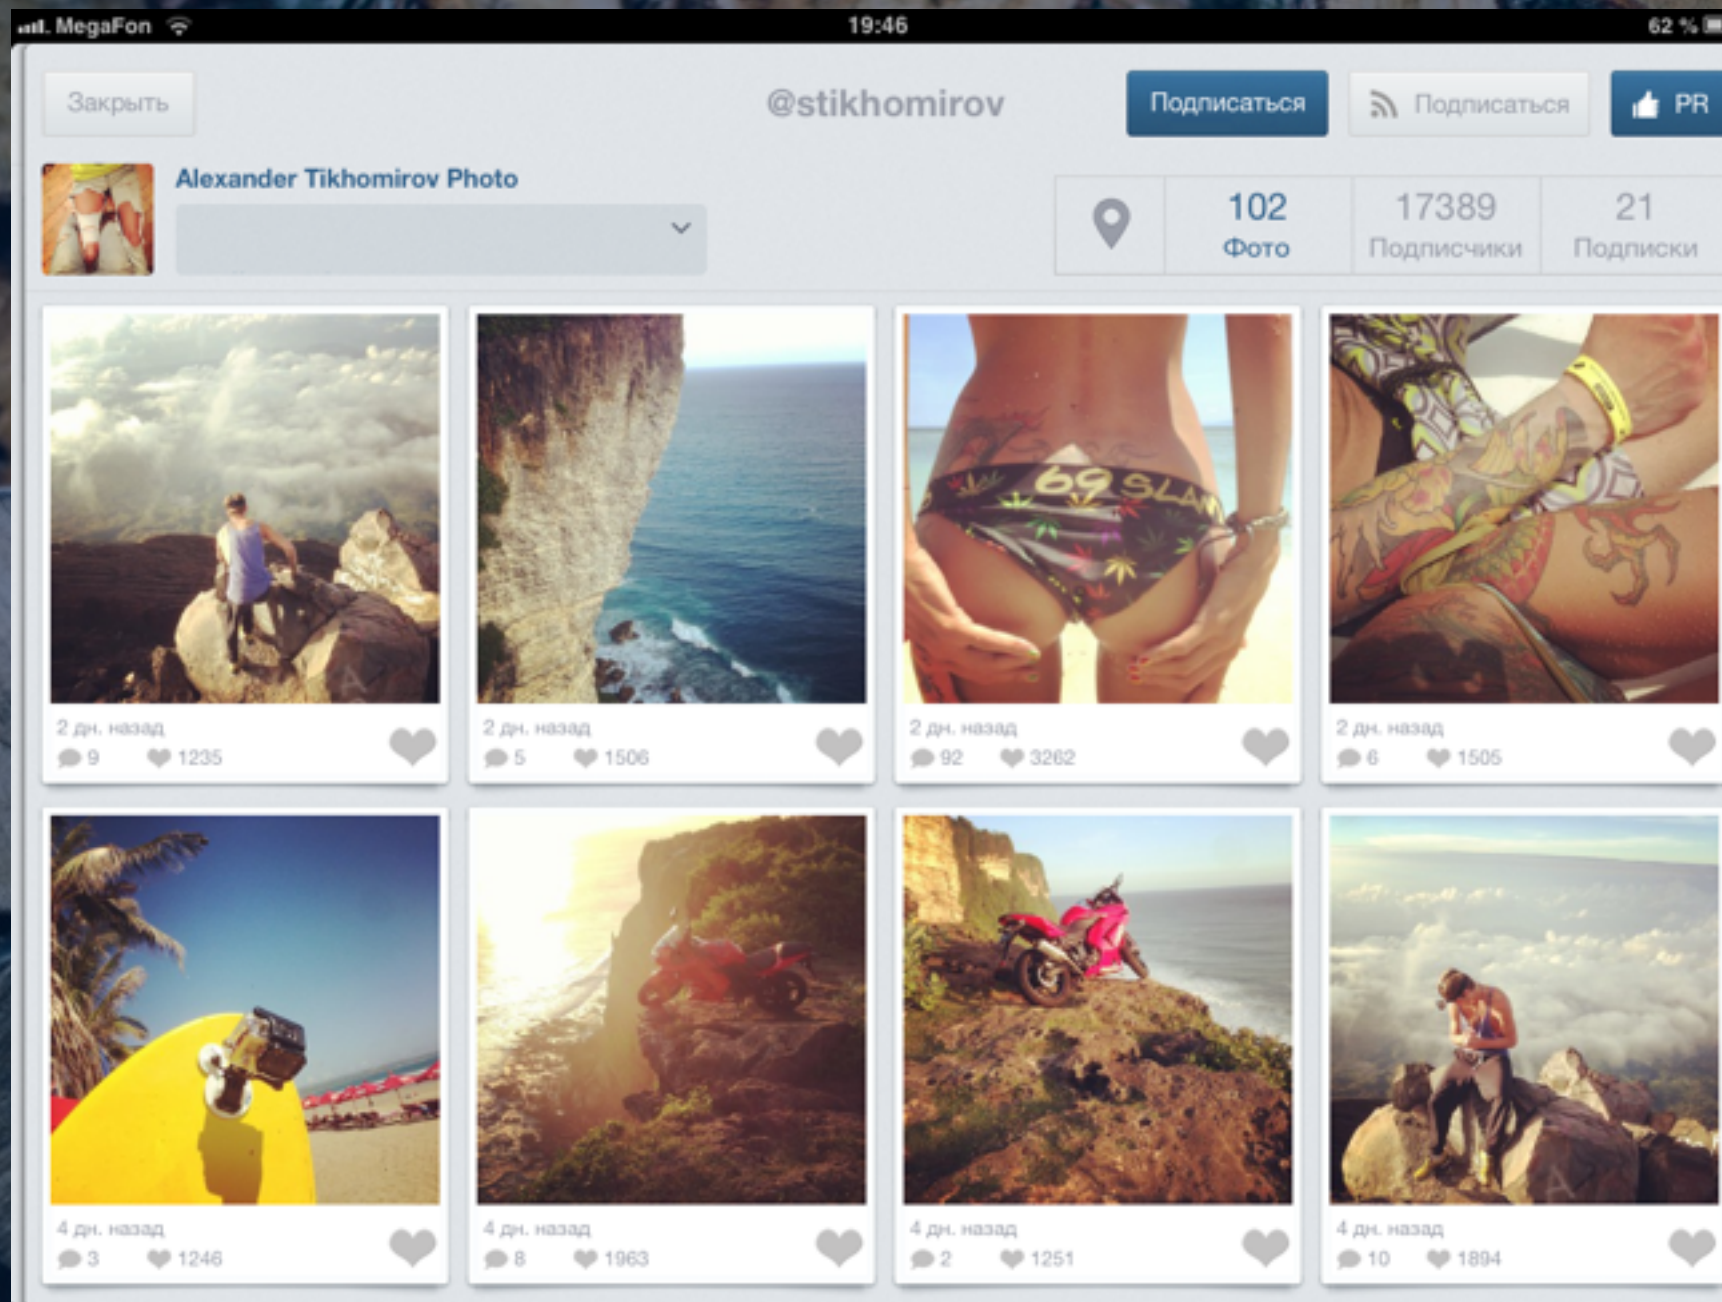 MegaFon 19:46 62 %
Закрыть @stikhomirov Подписаться Подписаться PR
Alexander Tikhomirov Photo
102 17389 21
Фото Подписчики Подписки
69 SLAM
2 дн. назад 2 дн. назад 2 дн. назад 2 дн. назад
9 1235 5 1506 92 3262 6 1505
4 дн. назад 4 дн. назад 4 дн. назад 4 дн. назад
3 1246 8 1963 2 1251 10 1894